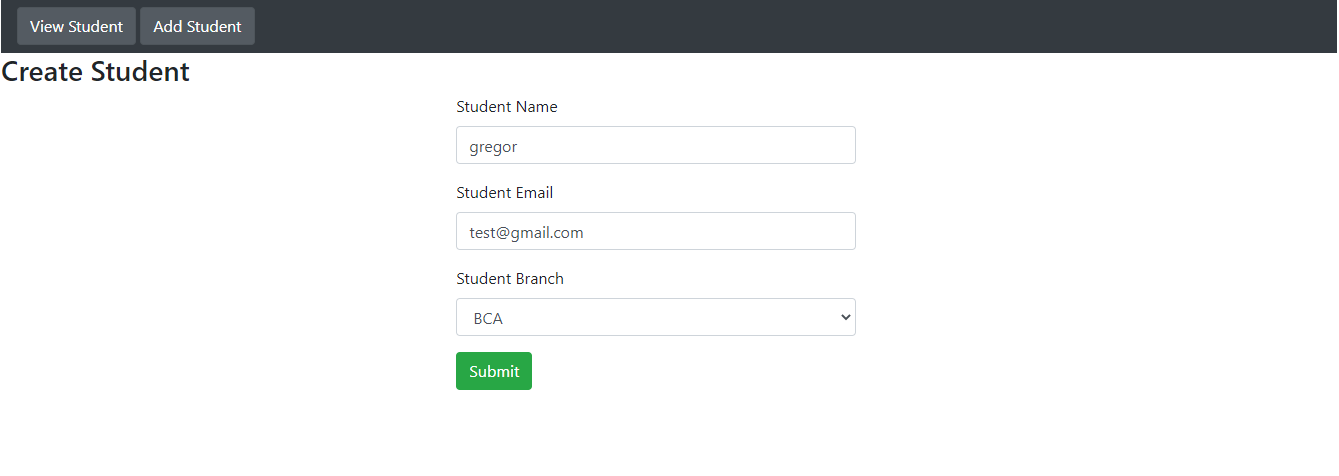 View Student Add Student
Create Student
Student Name
gregor
Student Email
test@gmail.com
Student Branch
BCA
Submit